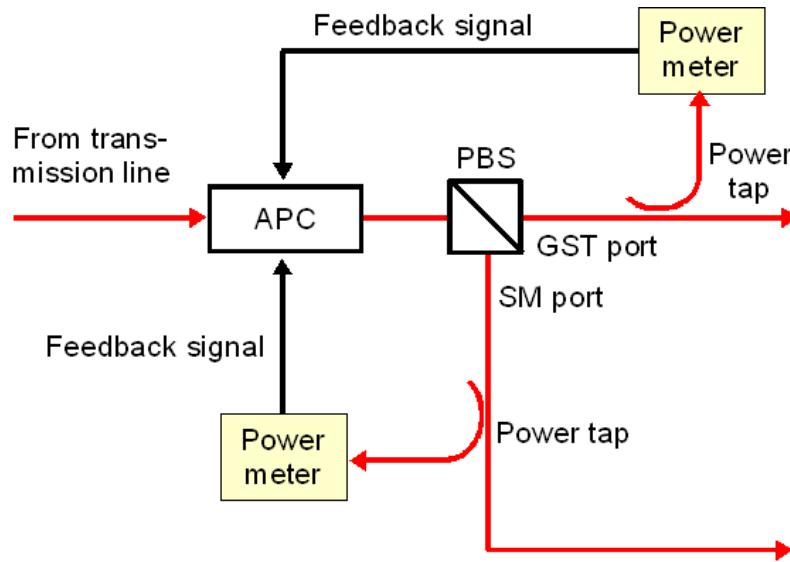 Feedback signal
Power
meter
From trans-
mission line
PBS
Power
tap
APC
GST port
SM port
Feedback signal
Power
meter
Power tap